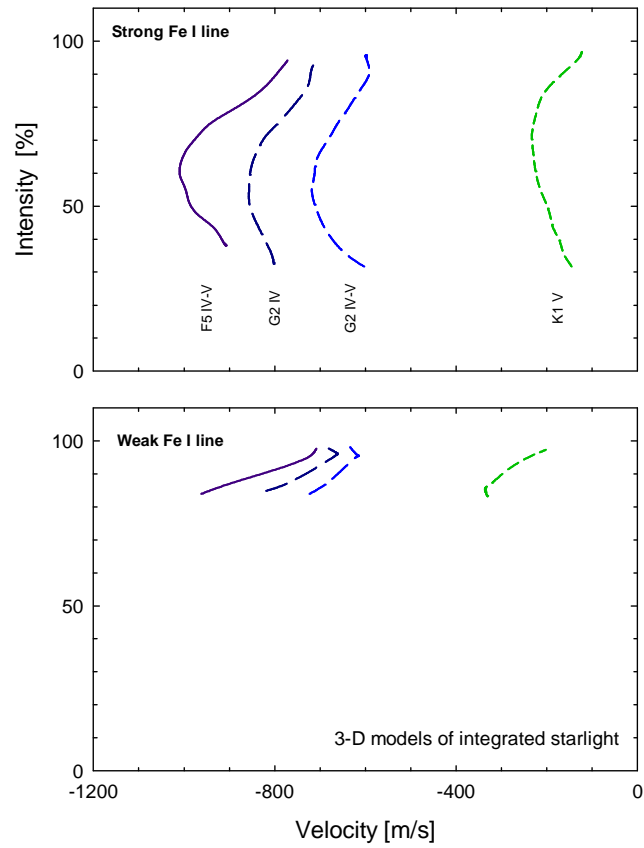 Strong Fe I line
100
50
0
Intensity [%]
F5 IV-V
G2 IV
G2 IV-V
K1 V
Weak Fe I line
100
50
0
3-D models of integrated starlight
-1200
-800
-400
0
Velocity [m/s]